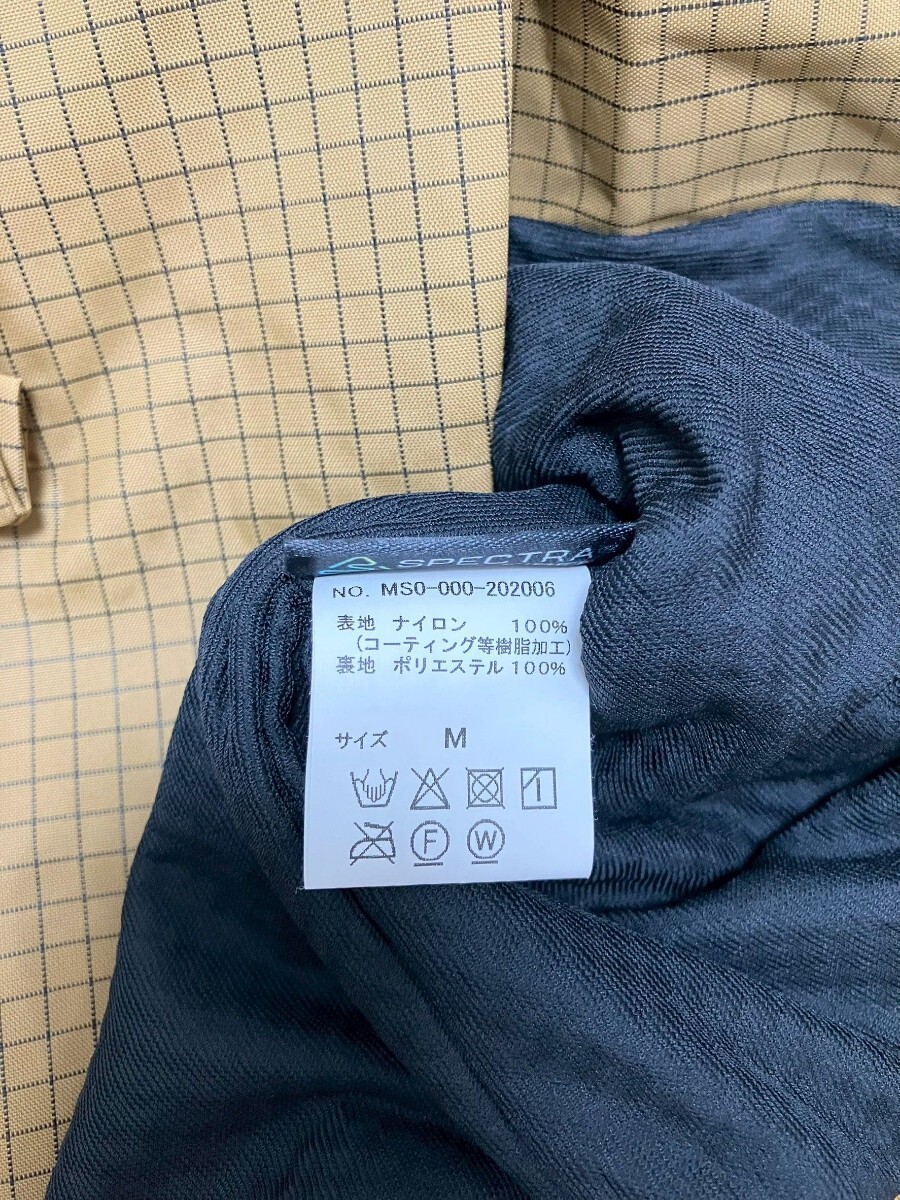 SPECTRA
NO. MS0-000-202006
表地 ナイロン 100%
(コーティング等樹脂加工)
裏地 ポリエステル 100%
サイズ M
1
F W